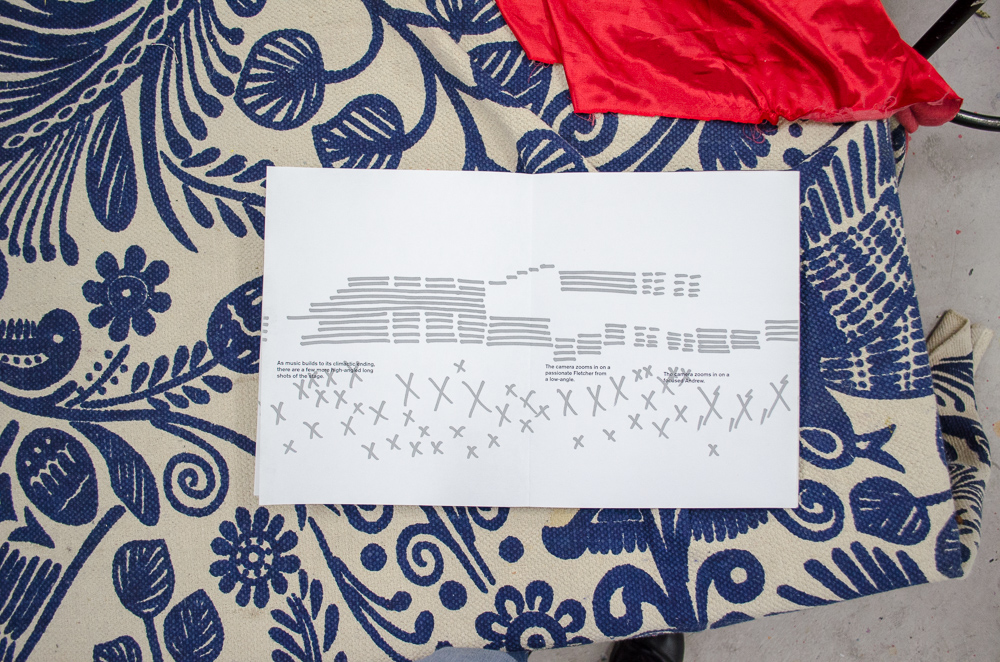 As music builds to its climactic ending,
there are a few more high-angled long
shots of the stage.
The camera zooms in on a
passionate Fletcher from
a low-angle.
The camera zooms in on a
focused Andrew.